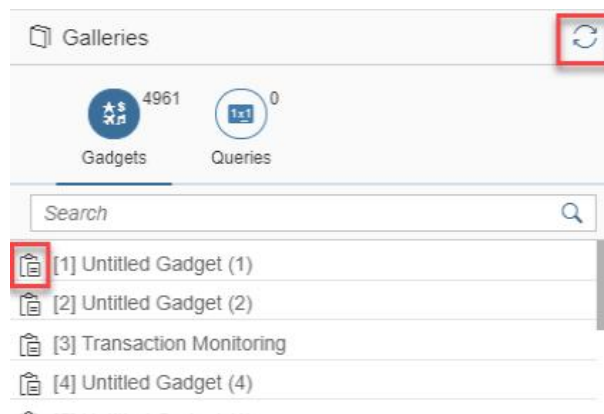 Galleries
4961
0
1x1
Gadgets
Queries
Search
[1] Untitled Gadget (1)
[2] Untitled Gadget (2)
[3] Transaction Monitoring
[4] Untitled Gadget (4)